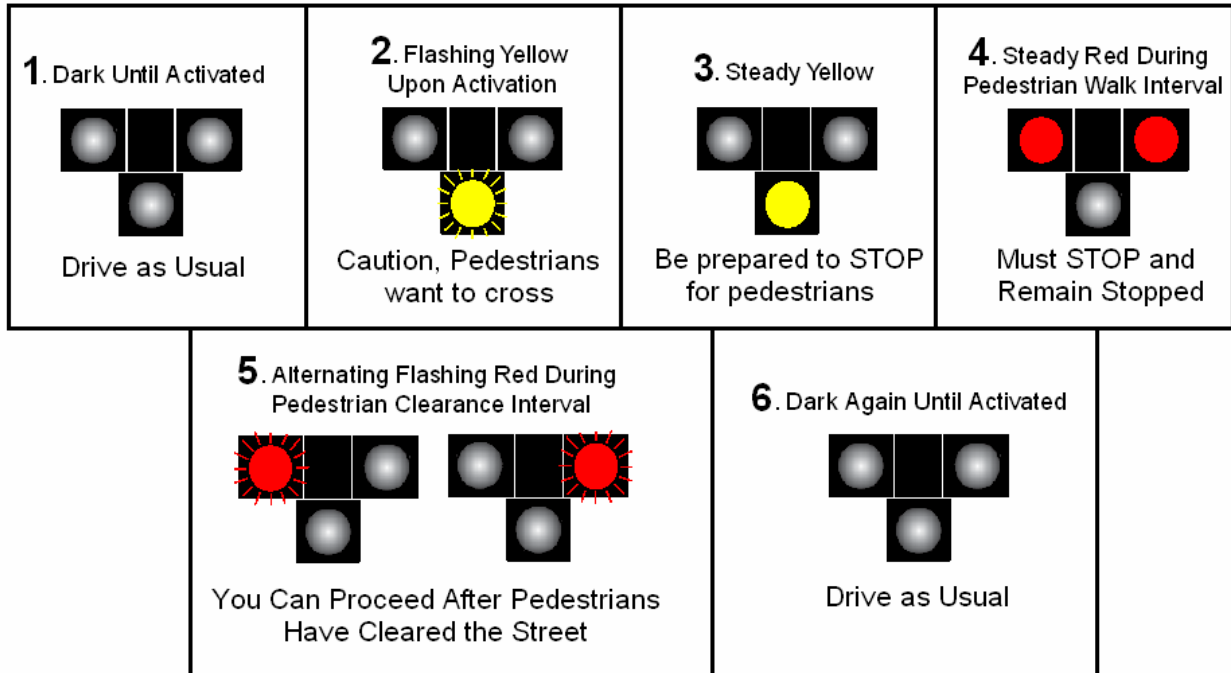 1. Dark Until Activated
Drive as Usual
2. Flashing Yellow
Upon Activation
Caution, Pedestrians
want to cross
3. Steady Yellow
Be prepared to STOP
for pedestrians
4. Steady Red During
Pedestrian Walk Interval
Must STOP and
Remain Stopped
5. Alternating Flashing Red During
Pedestrian Clearance Interval
You Can Proceed After Pedestrians
Have Cleared the Street
6. Dark Again Until Activated
Drive as Usual